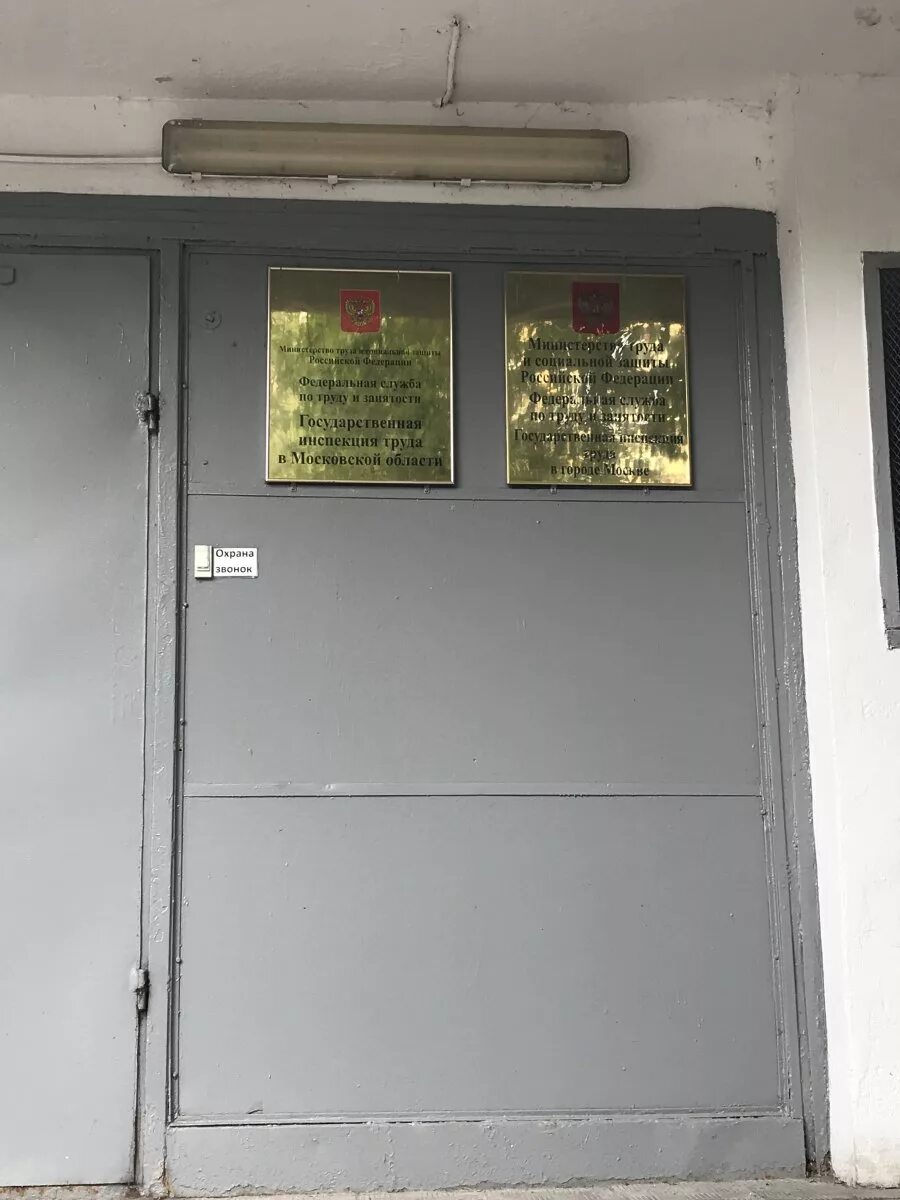 Министерство труда и социальной защиты
Российской Федерации
Федеральная служба
по труду и занятости
Государственная
инспекция труда
в Московской области
Министерство труда
и социальной защиты
Российской Федерации
Федеральная служба
по труду и занятости
Государственная инспекция
труда
в городе Москве
Охрана
звонок